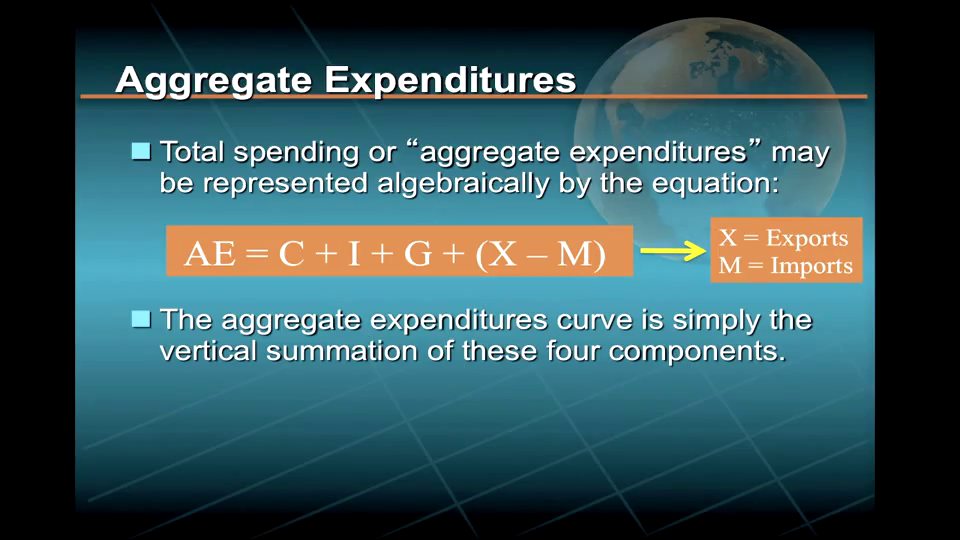 Aggregate Expenditures
Total spending or “aggregate expenditures” may
be represented algebraically by the equation:
AE = C + I + G + (X – M)
X = Exports
M = Imports
The aggregate expenditures curve is simply the
vertical summation of these four components.